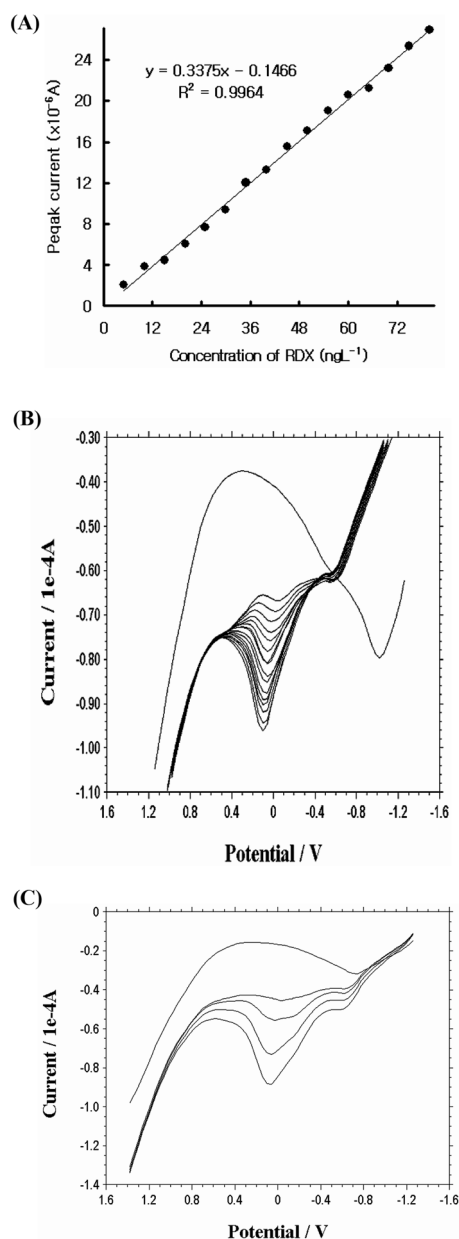 (A)
Peqak current (x10⁻⁶A)
24
20
16
12
8
4
0
y = 0.3375x − 0.1466
R² = 0.9964
0 12 24 36 48 60 72
Concentration of RDX (ngL⁻¹)
(B)
Current / 1e-4A
-0.30
-0.40
-0.50
-0.60
-0.70
-0.80
-0.90
-1.00
-1.10
1.6 1.2 0.8 0.4 0 -0.4 -0.8 -1.2 -1.6
Potential / V
(C)
Current / 1e-4A
0
-0.2
-0.4
-0.6
-0.8
-1.0
-1.2
-1.4
1.6 1.2 0.8 0.4 0 -0.4 -0.8 -1.2 -1.6
Potential / V